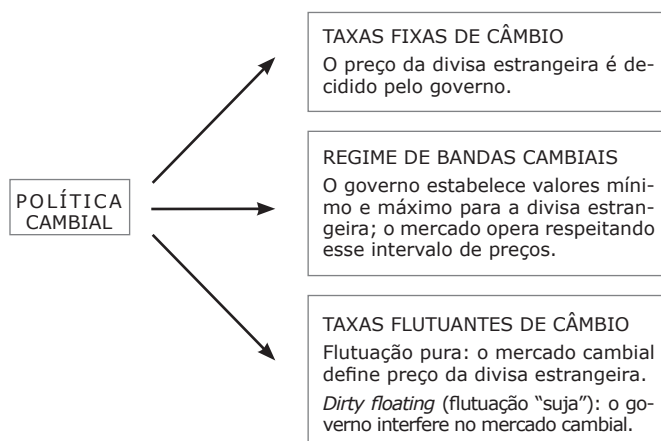 POLÍTICA
CAMBIAL
TAXAS FIXAS DE CÂMBIO
O preço da divisa estrangeira é de-
cidido pelo governo.
REGIME DE BANDAS CAMBIAIS
O governo estabelece valores míni-
mo e máximo para a divisa estran-
geira; o mercado opera respeitando
esse intervalo de preços.
TAXAS FLUTUANTES DE CÂMBIO
Flutuação pura: o mercado cambial
define preço da divisa estrangeira.
Dirty floating (flutuação “suja”): o go-
verno interfere no mercado cambial.